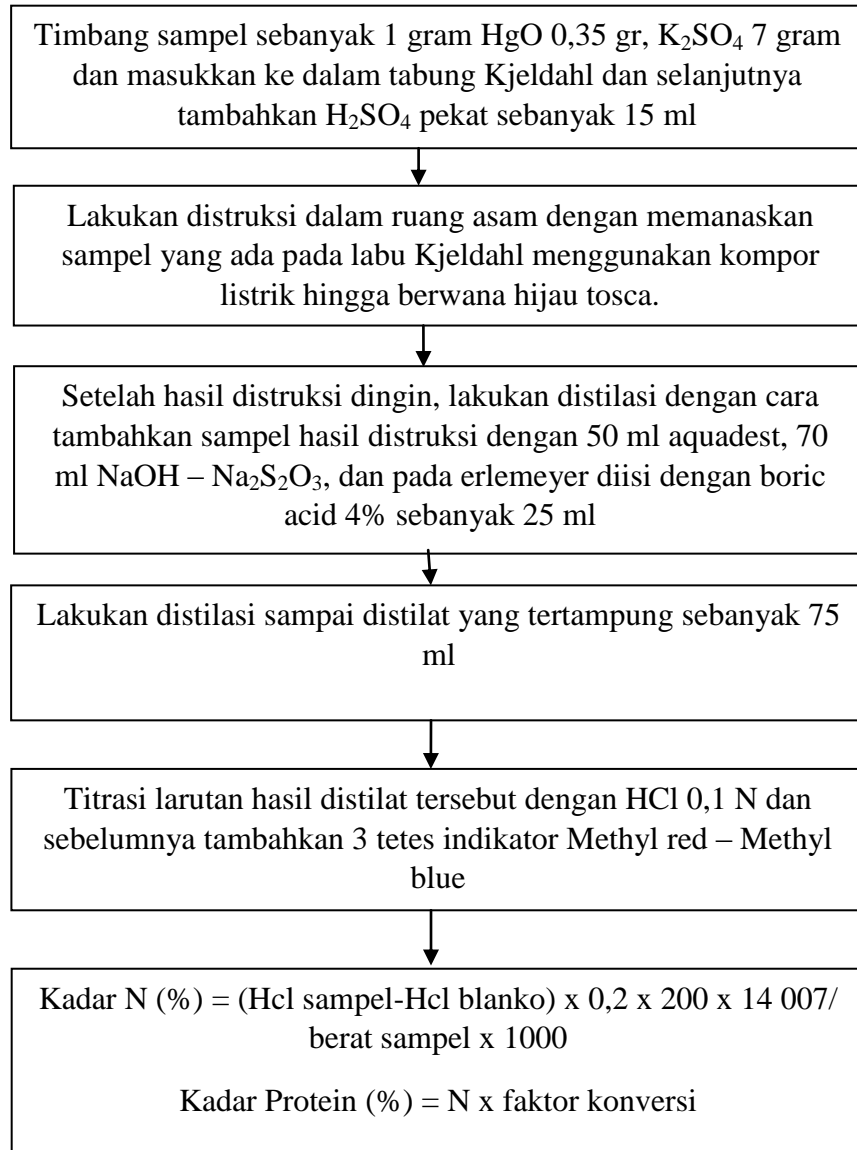 Timbang sampel sebanyak 1 gram HgO 0,35 gr, K₂SO₄ 7 gram
dan masukkan ke dalam tabung Kjeldahl dan selanjutnya
tambahkan H₂SO₄ pekat sebanyak 15 ml
Lakukan distruksi dalam ruang asam dengan memanaskan
sampel yang ada pada labu Kjeldahl menggunakan kompor
listrik hingga berwana hijau tosca.
Setelah hasil distruksi dingin, lakukan distilasi dengan cara
tambahkan sampel hasil distruksi dengan 50 ml aquadest, 70
ml NaOH – Na₂S₂O₃, dan pada erlemeyer diisi dengan boric
acid 4% sebanyak 25 ml
Lakukan distilasi sampai distilat yang tertampung sebanyak 75
ml
Titrasi larutan hasil distilat tersebut dengan HCl 0,1 N dan
sebelumnya tambahkan 3 tetes indikator Methyl red – Methyl
blue
Kadar N (%) = (Hcl sampel-Hcl blanko) x 0,2 x 200 x 14 007/
berat sampel x 1000
Kadar Protein (%) = N x faktor konversi